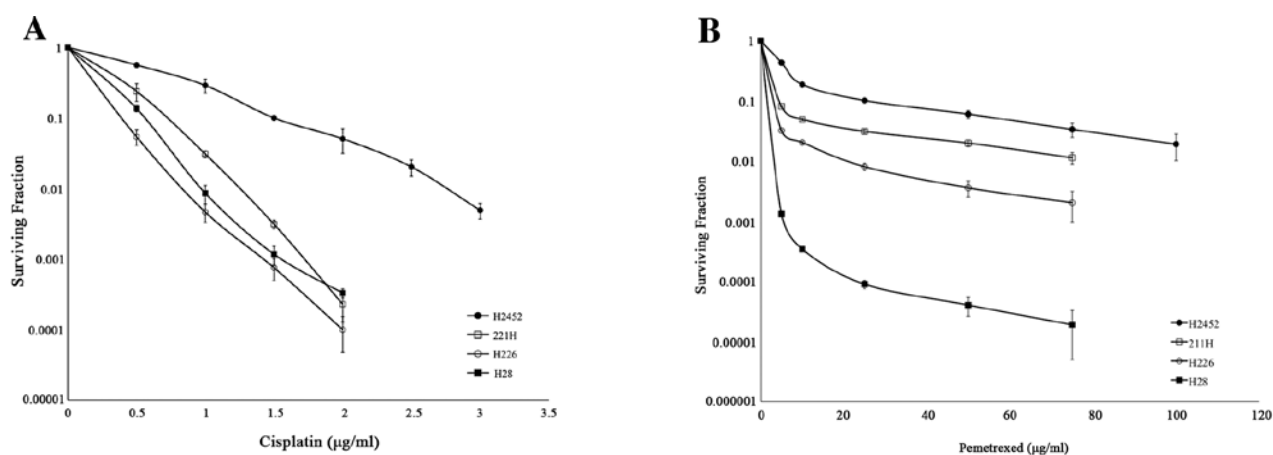 A
1
0.1
0.01
0.001
0.0001
0.00001
Surviving Fraction
0
0.5
1
1.5
2
2.5
3
3.5
Cisplatin (µg/ml)
H2452
221H
H226
H28
B
1
0.1
0.01
0.001
0.0001
0.00001
0.000001
Surviving Fraction
0
20
40
60
80
100
120
Pemetrexed (µg/ml)
H2452
211H
H226
H28